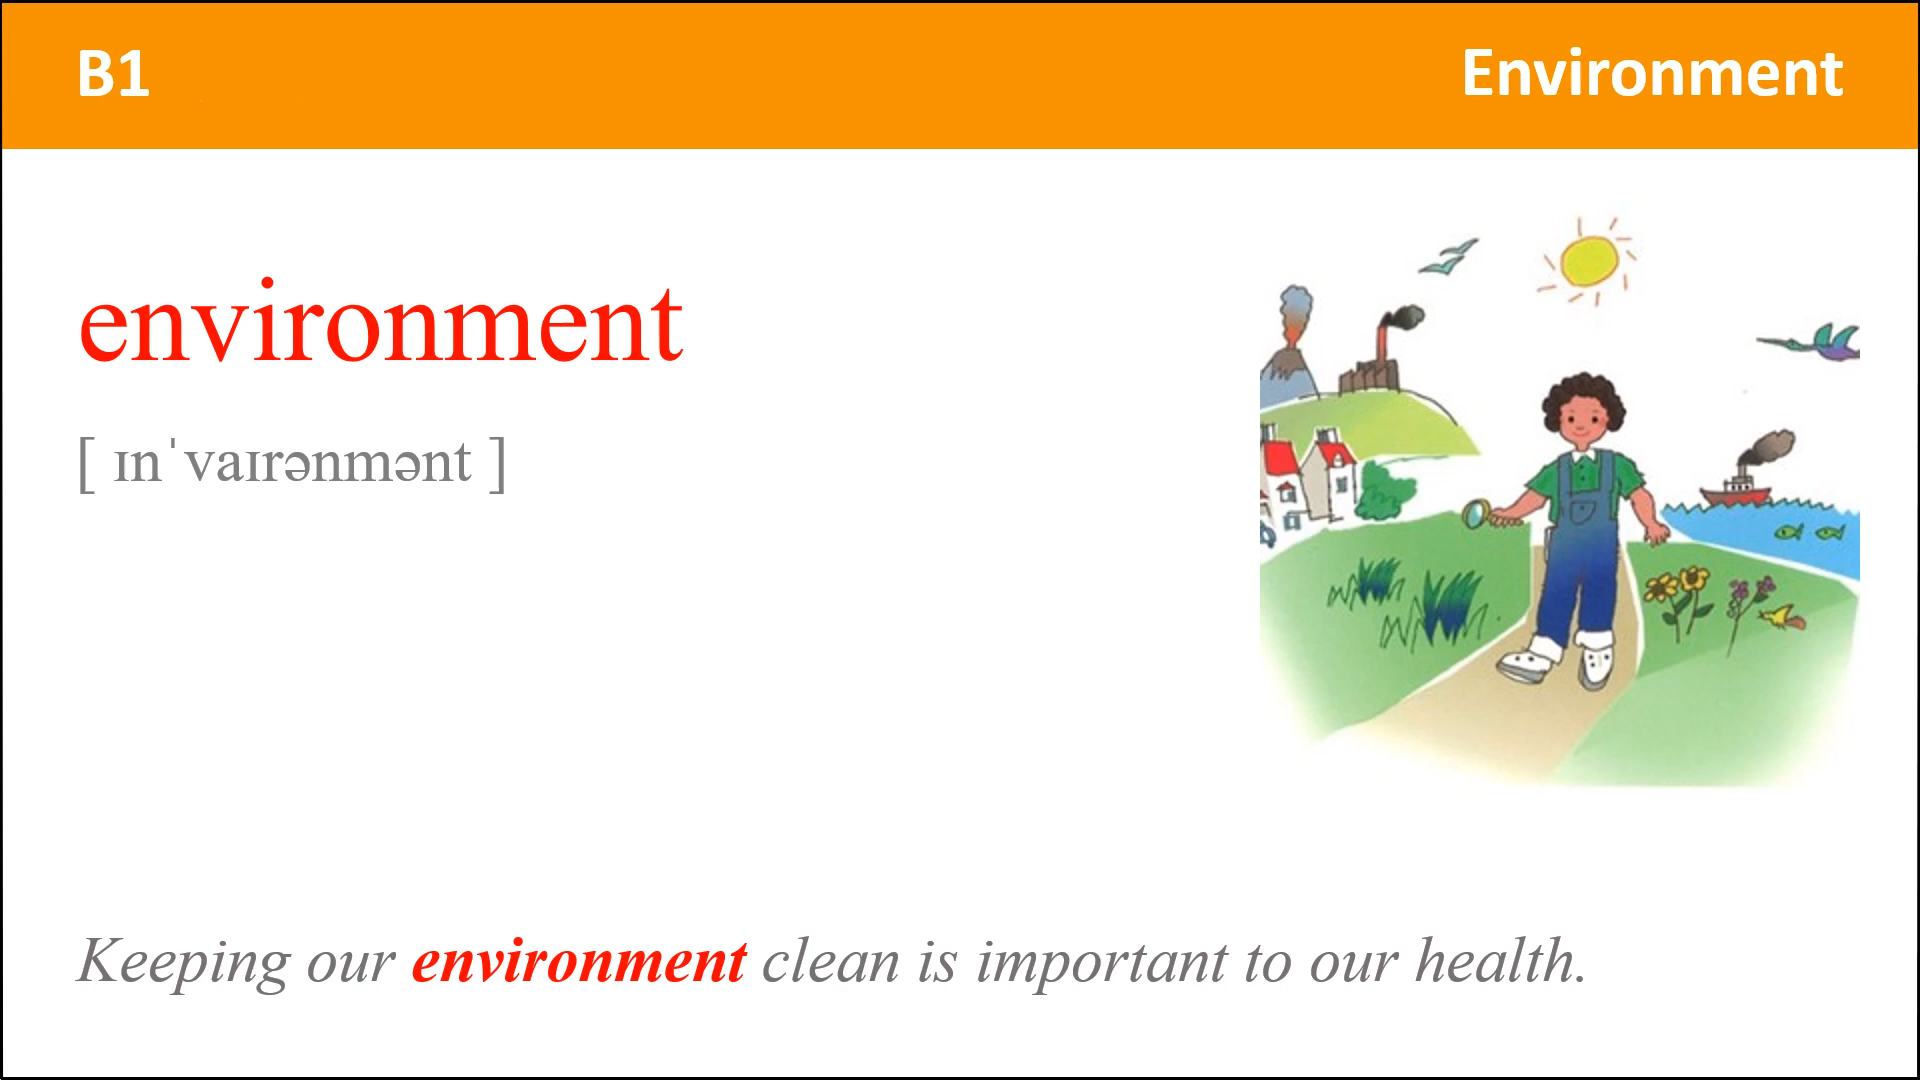 B1
Environment
environment
[ ɪnˈvaɪrənmənt ]
Keeping our environment clean is important to our health.